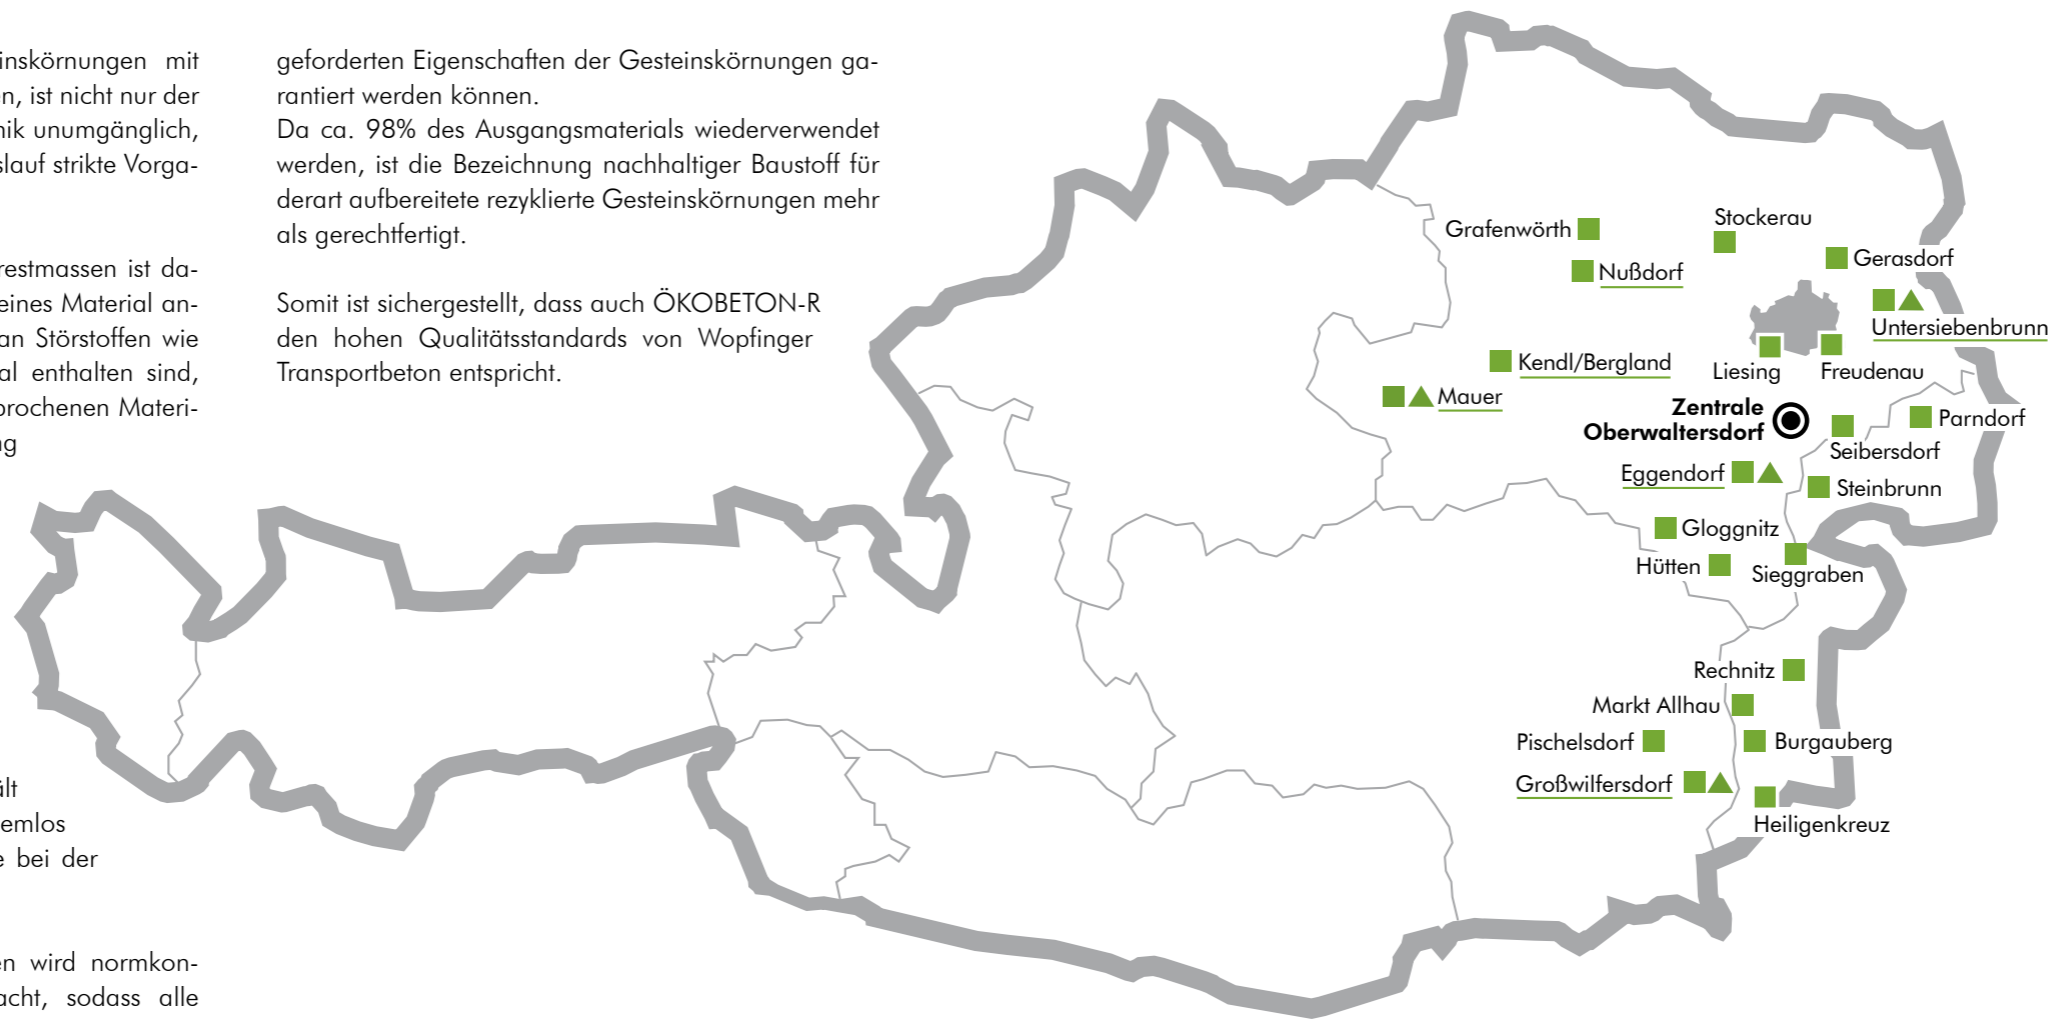 inskörnungen mit
n, ist nicht nur der
nik unumgänglich,
slauf strikte Vorga-
restmassen ist da-
eines Material an-
an Störstoffen wie
al enthalten sind,
brochenen Materi-
ng
ält
emlos
e bei der
en wird normkon-
acht, sodass alle
geforderten Eigenschaften der Gesteinskörnungen ga-
rantiert werden können.
Da ca. 98% des Ausgangsmaterials wiederverwendet
werden, ist die Bezeichnung nachhaltiger Baustoff für
derart aufbereitete rezyklierte Gesteinskörnungen mehr
als gerechtfertigt.
Somit ist sichergestellt, dass auch ÖKOBETON-R
den hohen Qualitätsstandards von Wopfinger
Transportbeton entspricht.
Grafenwörth
Stockerau
Nußdorf
Gerasdorf
Untersiebenbrunn
Kendl/Bergland
Liesing
Freudenau
Mauer
Zentrale
Oberwaltersdorf
Parndorf
Seibersdorf
Eggendorf
Steinbrunn
Gloggnitz
Hütten
Sieggraben
Rechnitz
Markt Allhau
Pischelsdorf
Burgauberg
Großwilfersdorf
Heiligenkreuz